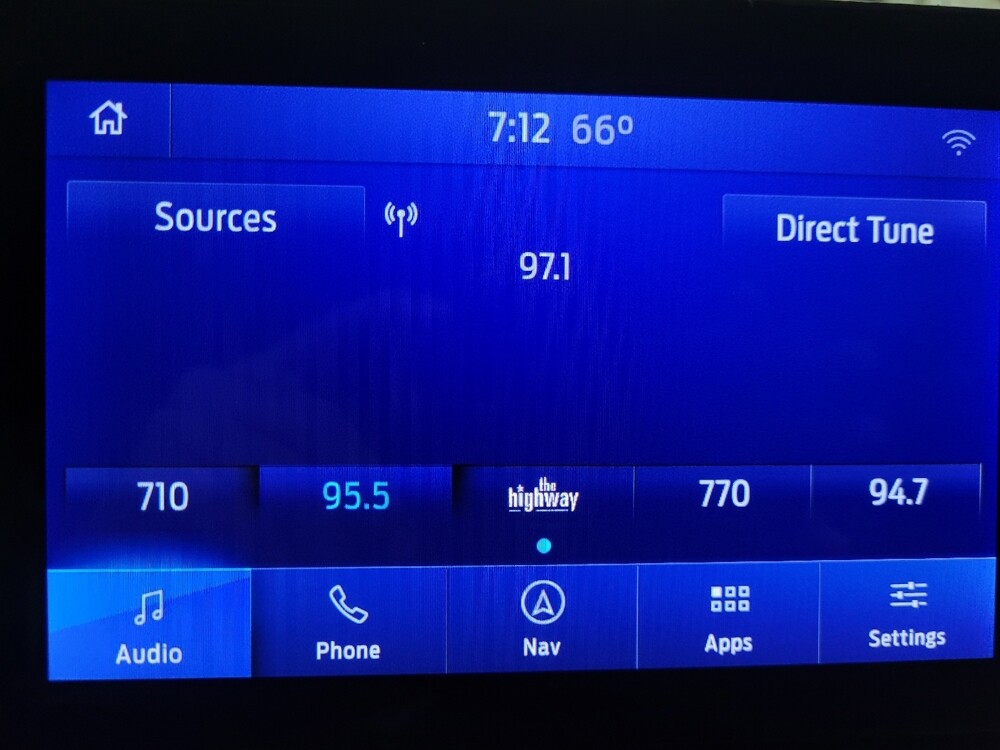 7:12 66º
Sources
Direct Tune
97.1
710
95.5
the highway
770
94.7
Audio
Phone
Nav
Apps
Settings